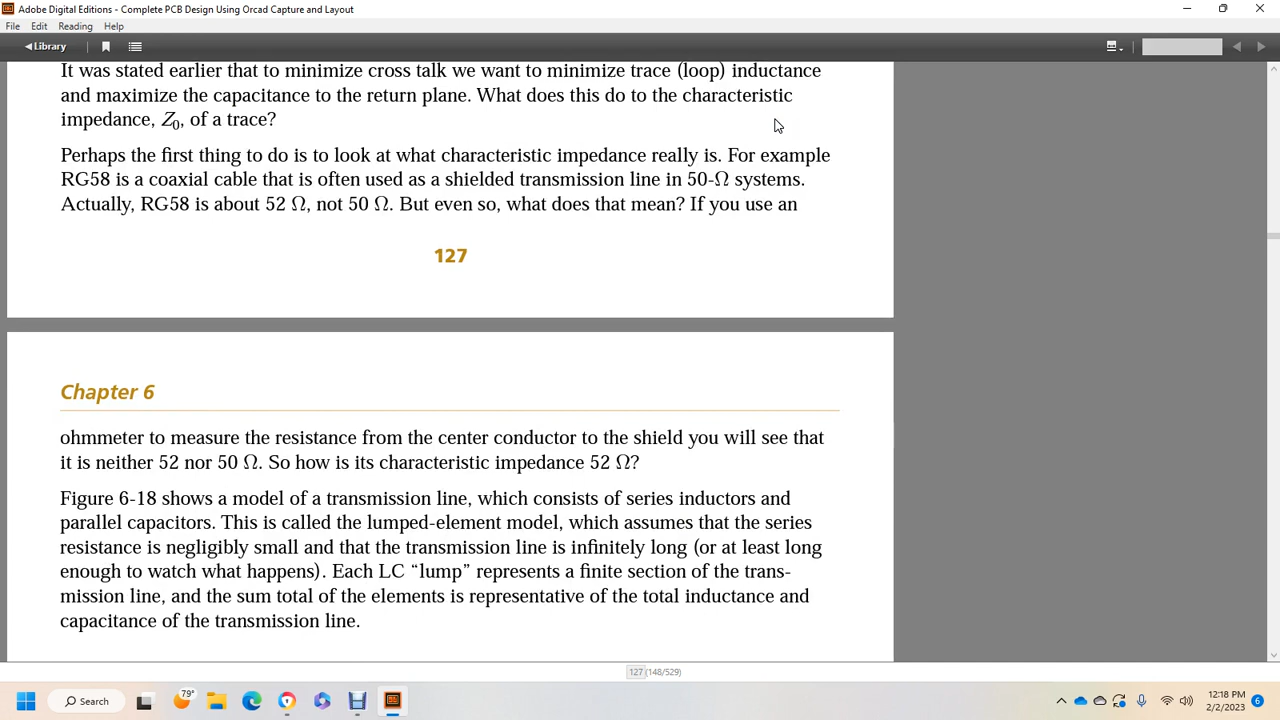 Adobe Digital Editions - Complete PCB Design Using Orcad Capture and Layout
File Edit Reading Help
Library
It was stated earlier that to minimize cross talk we want to minimize trace (loop) inductance
and maximize the capacitance to the return plane. What does this do to the characteristic
impedance, Z0, of a trace?
Perhaps the first thing to do is to look at what characteristic impedance really is. For example
RG58 is a coaxial cable that is often used as a shielded transmission line in 50-Ω systems.
Actually, RG58 is about 52 Ω, not 50 Ω. But even so, what does that mean? If you use an
127
Chapter 6
ohmmeter to measure the resistance from the center conductor to the shield you will see that
it is neither 52 nor 50 Ω. So how is its characteristic impedance 52 Ω?
Figure 6-18 shows a model of a transmission line, which consists of series inductors and
parallel capacitors. This is called the lumped-element model, which assumes that the series
resistance is negligibly small and that the transmission line is infinitely long (or at least long
enough to watch what happens). Each LC “lump” represents a finite section of the trans-
mission line, and the sum total of the elements is representative of the total inductance and
capacitance of the transmission line.
127 (148/529)
Search
79°
12:18 PM
2/2/2023
6